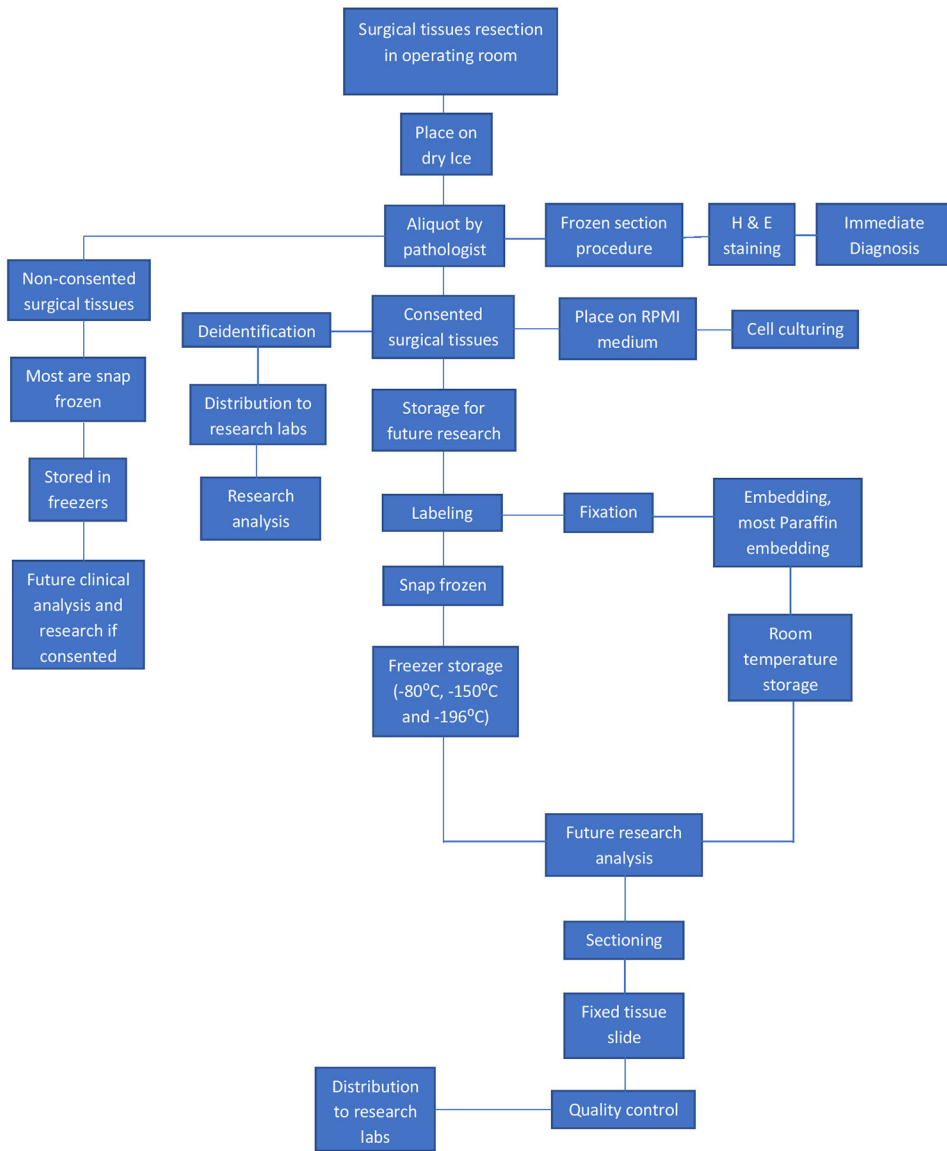 Surgical tissues resection
in operating room
Place on
dry Ice
Aliquot by
pathologist
Frozen section
procedure
H & E
staining
Immediate
Diagnosis
Non-consented
surgical tissues
Deidentification
Consented
surgical tissues
Place on RPMI
medium
Cell culturing
Most are snap
frozen
Distribution to
research labs
Storage for
future research
Stored in
freezers
Research
analysis
Labeling
Fixation
Embedding,
most Paraffin
embedding
Future clinical
analysis and
research if
consented
Snap frozen
Freezer storage
(-80⁰C, -150⁰C
and -196⁰C)
Room
temperature
storage
Future research
analysis
Sectioning
Fixed tissue
slide
Distribution
to research
labs
Quality control